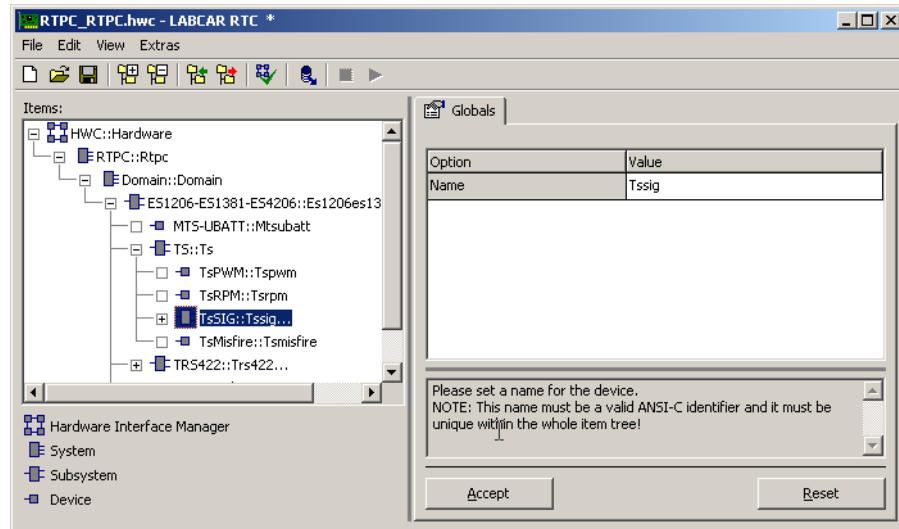 RTPC_RTPC.hwc - LABCAR RTC *
File Edit View Extras
Items:
HWC::Hardware
RTPC::Rtpc
Domain::Domain
ES1206-ES1381-ES4206::Es1206es13
MTS-UBATT::Mtsubatt
TS::Ts
TsPWM::Tspwm
TsRPM::Tsrpm
TsSIG::Tssig...
TsMisfire::Tsmisfire
TRS422::Trs422...
Hardware Interface Manager
System
Subsystem
Device
Globals
Option Value
Name Tssig
Please set a name for the device.
NOTE: This name must be a valid ANSI-C identifier and it must be
unique within the whole item tree!
Accept Reset